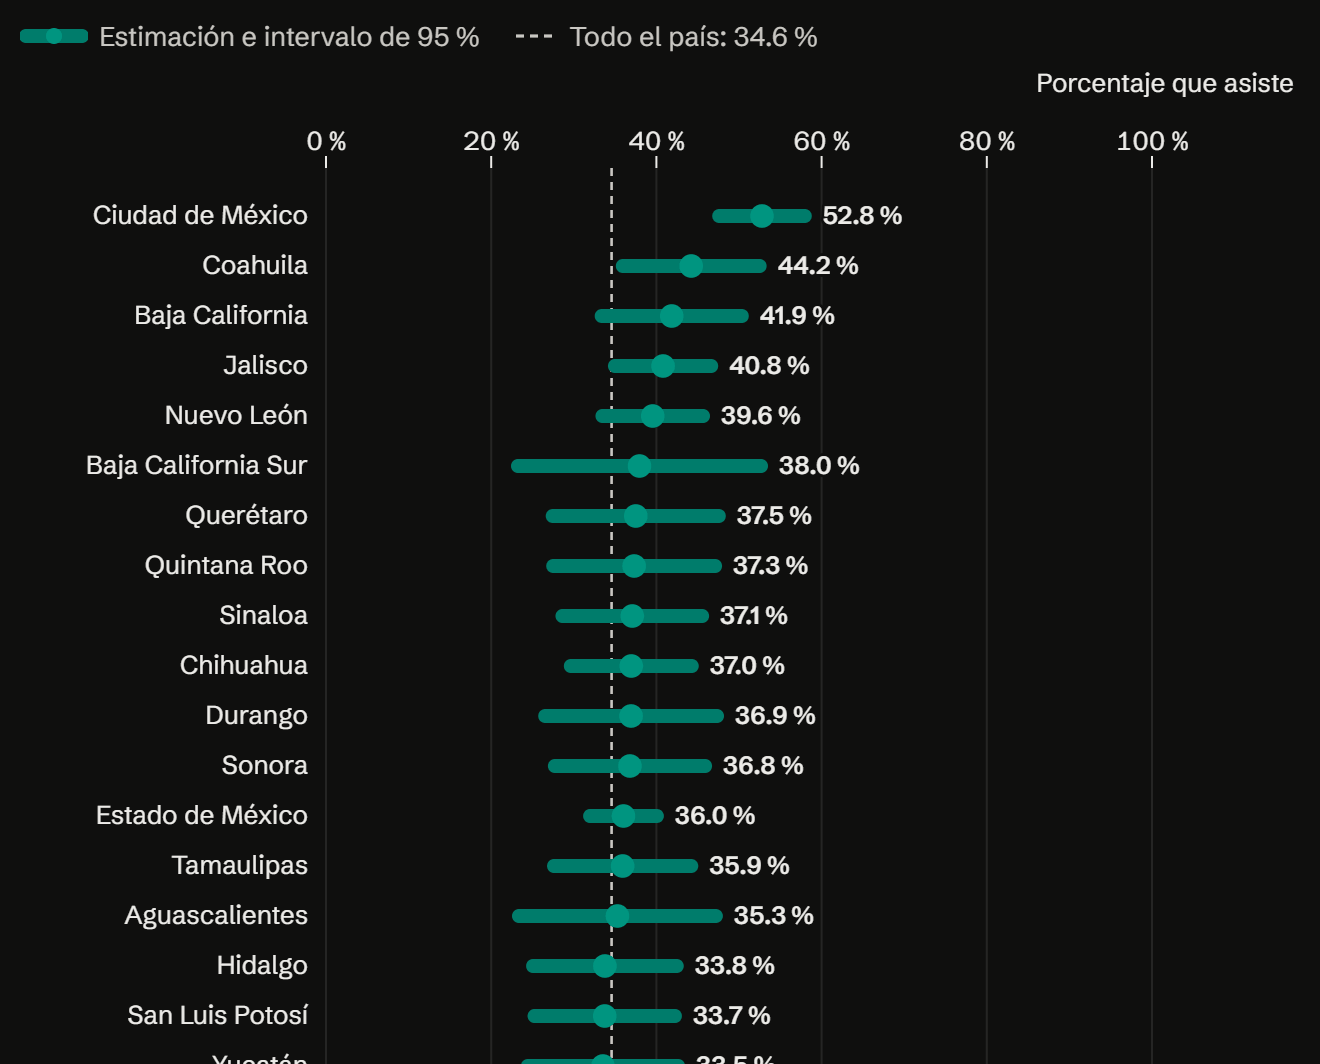 Estimación e intervalo de 95 %
Todo el país: 34.6 %
Porcentaje que asiste
0 % 20 % 40 % 60 % 80 % 100 %
Ciudad de México 52.8 %
Coahuila 44.2 %
Baja California 41.9 %
Jalisco 40.8 %
Nuevo León 39.6 %
Baja California Sur 38.0 %
Querétaro 37.5 %
Quintana Roo 37.3 %
Sinaloa 37.1 %
Chihuahua 37.0 %
Durango 36.9 %
Sonora 36.8 %
Estado de México 36.0 %
Tamaulipas 35.9 %
Aguascalientes 35.3 %
Hidalgo 33.8 %
San Luis Potosí 33.7 %
Yucatán 33.5 %